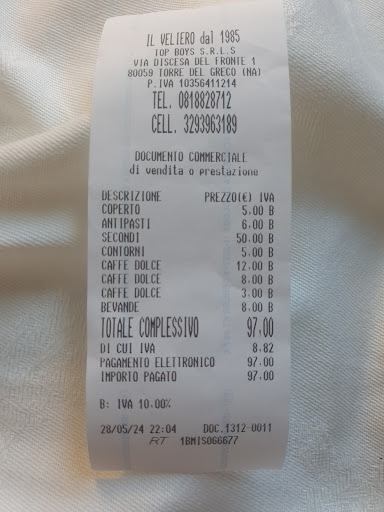 IL VELIERO dal 1985
TOP BOYS S.R.L.S
VIA DISCESA DEL FRONTE 1
80059 TORRE DEL GRECO (NA)
P.IVA 10356411214
TEL. 0818828712
CELL. 3293963189
DOCUMENTO COMMERCIALE
di vendita o prestazione
DESCRIZIONE PREZZO(€) IVA
COPERTO 5,00 B
ANTIPASTI 6,00 B
SECONDI 50,00 B
CONTORNI 5,00 B
CAFFE DOLCE 12,00 B
CAFFE DOLCE 8,00 B
CAFFE DOLCE 3,00 B
BEVANDE 8,00 B
TOTALE COMPLESSIVO 97,00
DI CUI IVA 8,82
PAGAMENTO ELETTRONICO 97,00
IMPORTO PAGATO 97,00
B: IVA 10,00%
28/05/24 22:04 DOC.1312-0011
RT 1BMIS066677